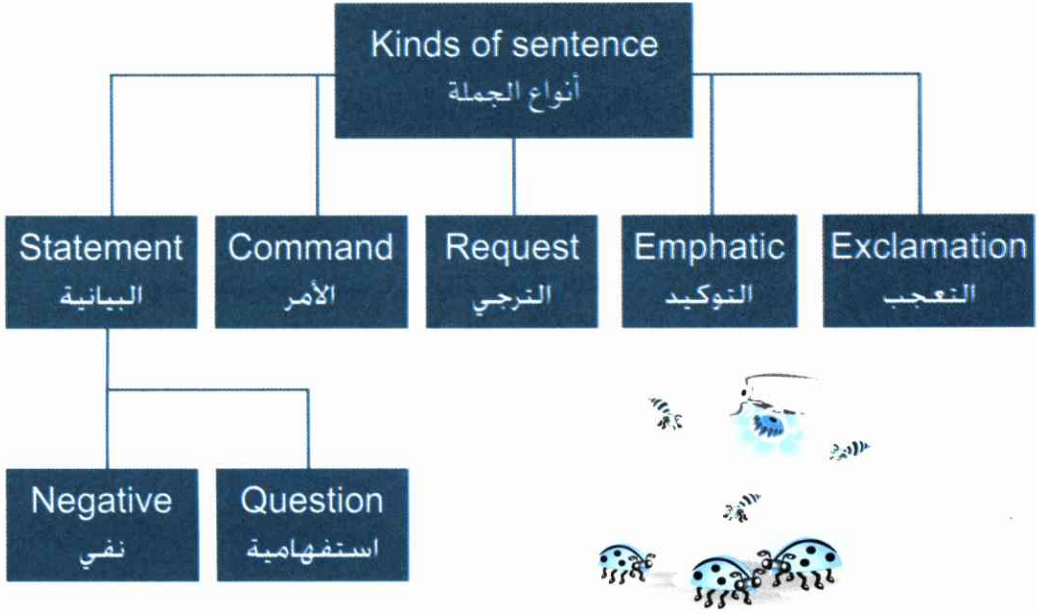 Kinds of sentence
أنواع الجملة
Statement
البيانية
Command
الأمر
Request
الترجي
Emphatic
التوكيد
Exclamation
التعجب
Negative
نفي
Question
استفهامية